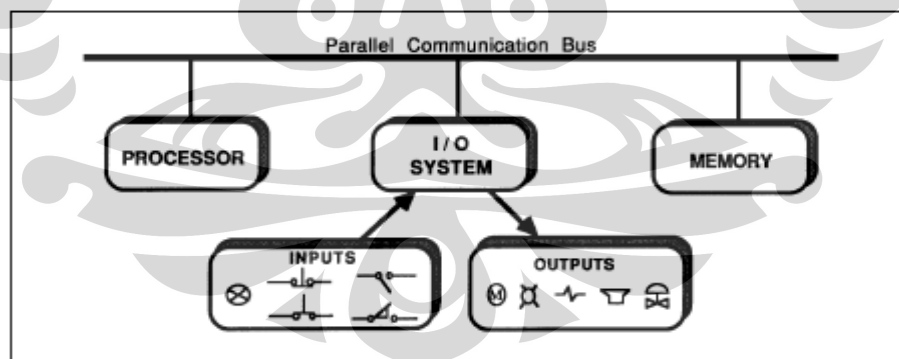 Parallel Communication Bus
PROCESSOR
I/O
SYSTEM
MEMORY
INPUTS
OUTPUTS
M